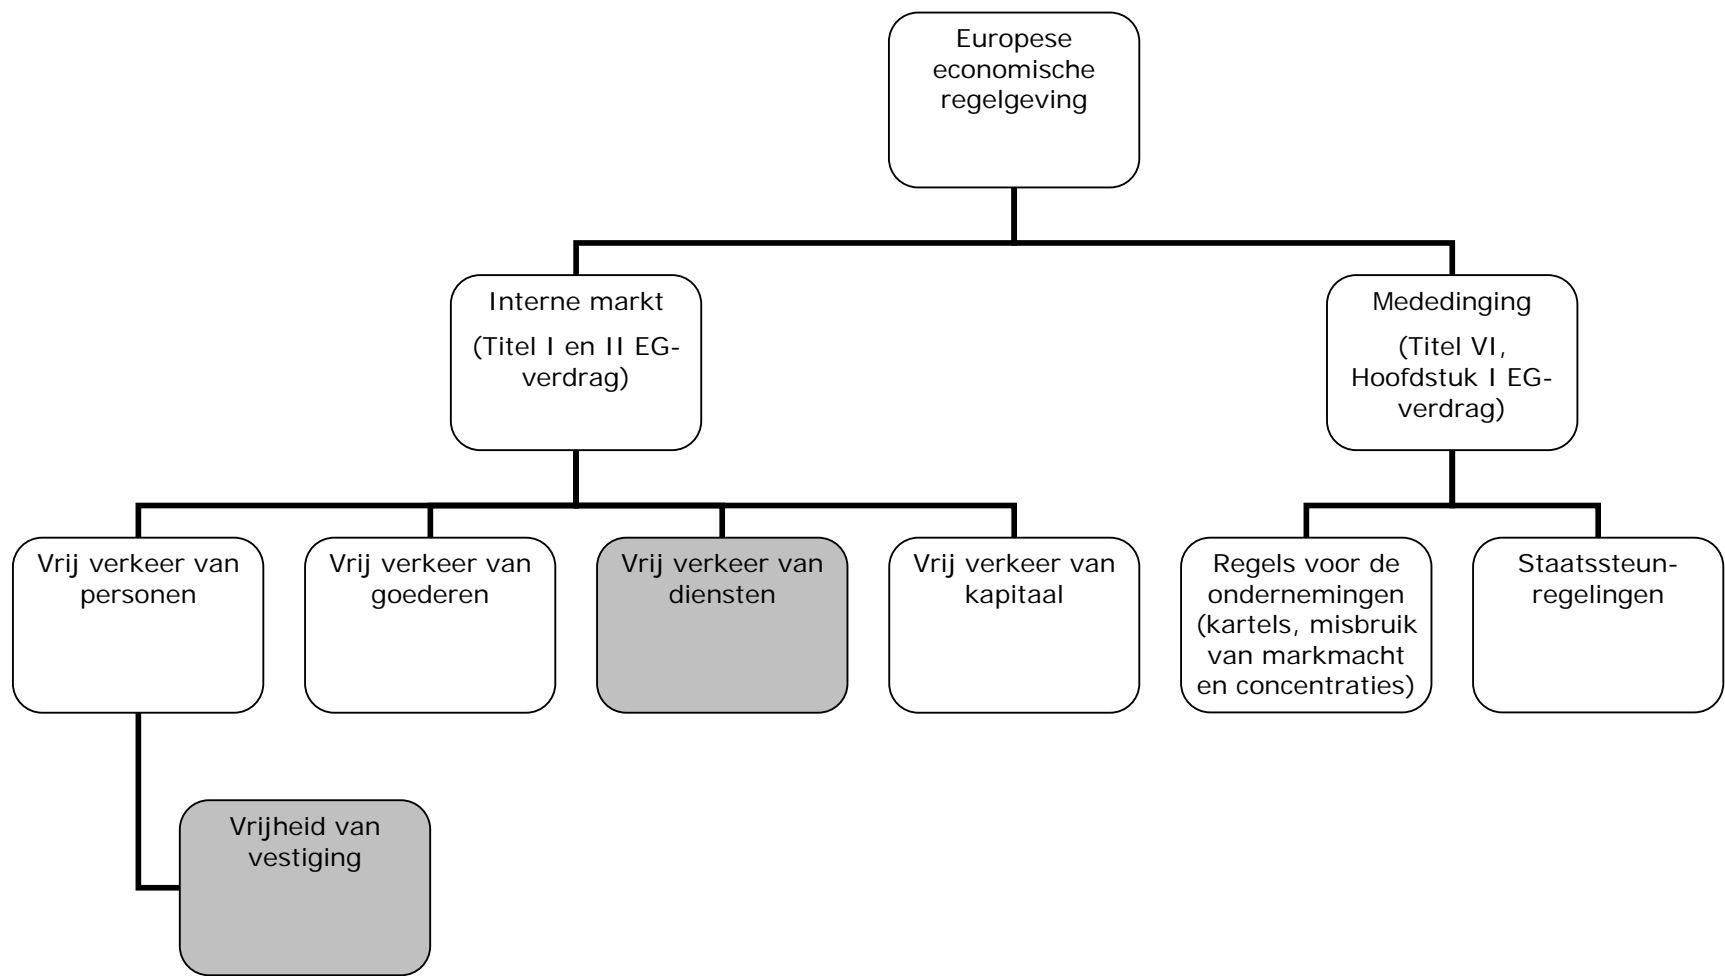 Europese
economische
regelgeving
Interne markt
(Titel I en II EG-
verdrag)
Mededinging
(Titel VI,
Hoofdstuk I EG-
verdrag)
Vrij verkeer van
personen
Vrij verkeer van
goederen
Vrij verkeer van
diensten
Vrij verkeer van
kapitaal
Regels voor de
ondernemingen
(kartels, misbruik
van markmacht
en concentraties)
Staatssteun-
regelingen
Vrijheid van
vestiging